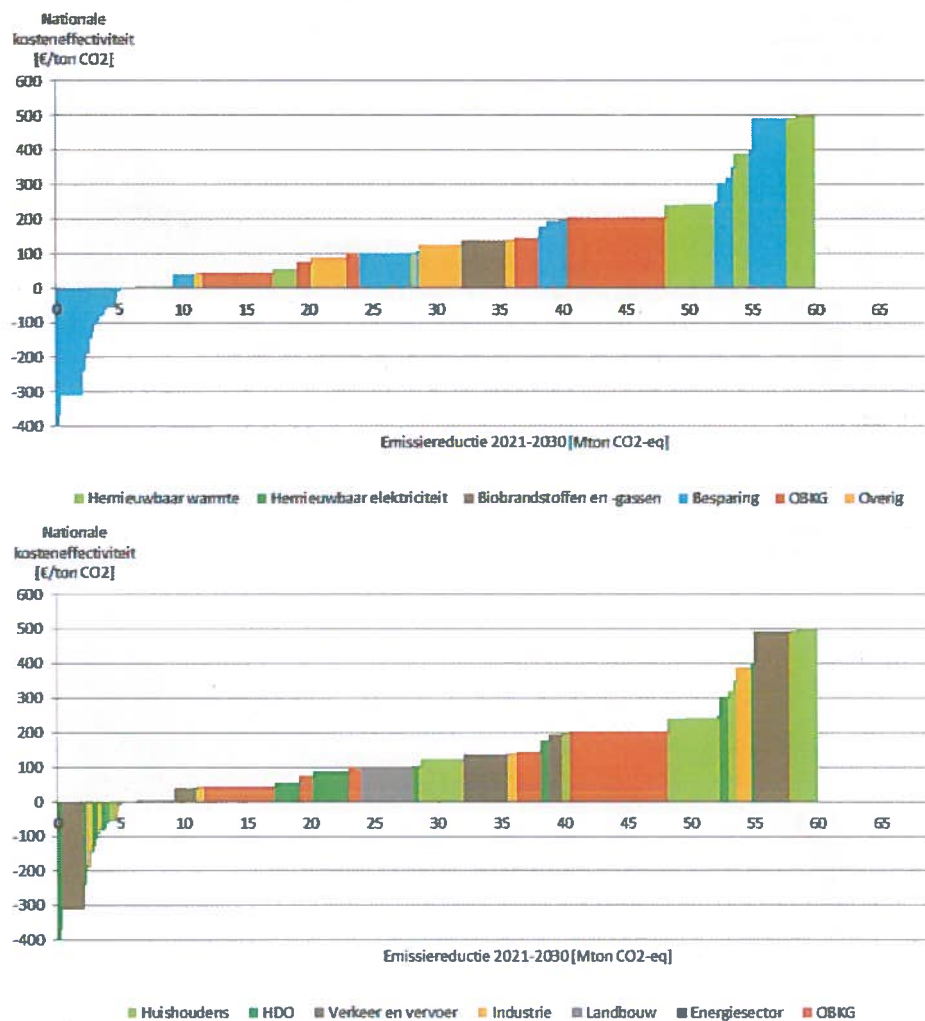 Nationale
kosteneffectiviteit
[€/ton CO2]
600
500
400
300
200
100
0
-100
-200
-300
-400
0 5 10 15 20 25 30 35 40 45 50 55 60 65
Emissiereductie 2021-2030 [Mton CO2-eq]
Hernieuwbaar warmte Hernieuwbaar elektriciteit Biobrandstoffen en -gassen Besparing OBKG Overig
Nationale
kosteneffectiviteit
[€/ton CO2]
600
500
400
300
200
100
0
-100
-200
-300
-400
0 5 10 15 20 25 30 35 40 45 50 55 60 65
Emissiereductie 2021-2030 [Mton CO2-eq]
Huishoudens HDO Verkeer en vervoer Industrie Landbouw Energiesector OBKG